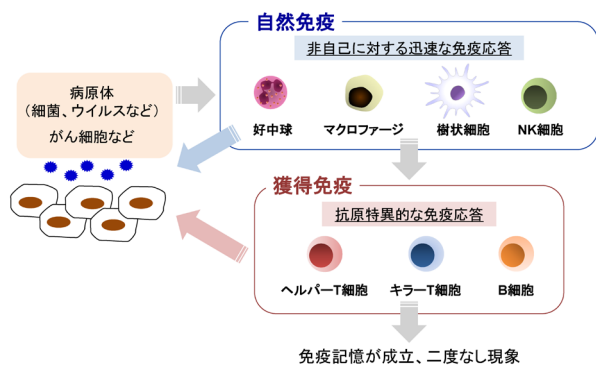 自然免疫
非自己に対する迅速な免疫応答
病原体
（細菌、ウイルスなど）
がん細胞など
好中球
マクロファージ
樹状細胞
NK細胞
獲得免疫
抗原特異的な免疫応答
ヘルパーT細胞
キラーT細胞
B細胞
免疫記憶が成立、二度なし現象